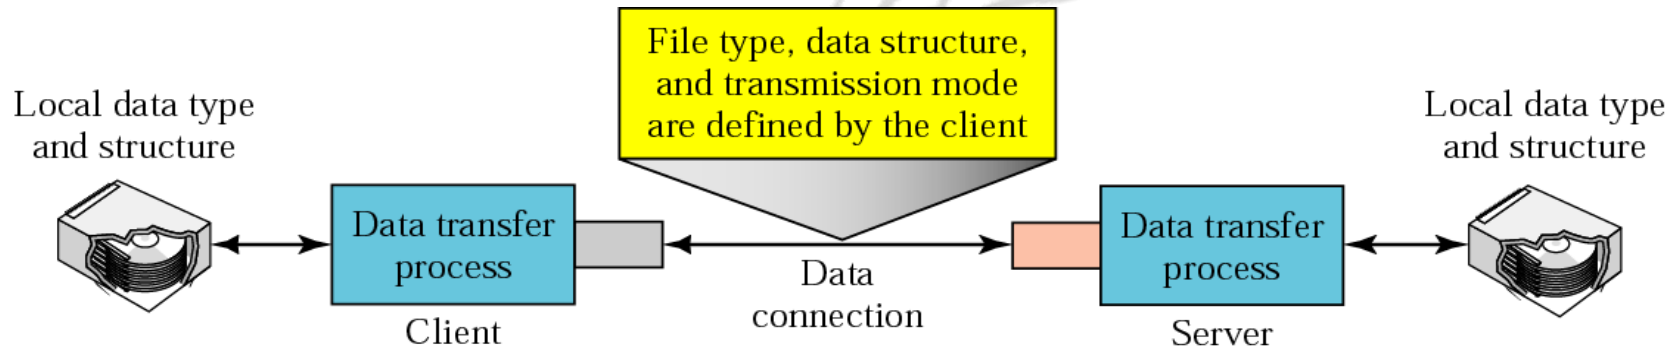 File type, data structure,
and transmission mode
are defined by the client
Local data type
and structure
Local data type
and structure
Data transfer
process
Data transfer
process
Data
connection
Client
Server